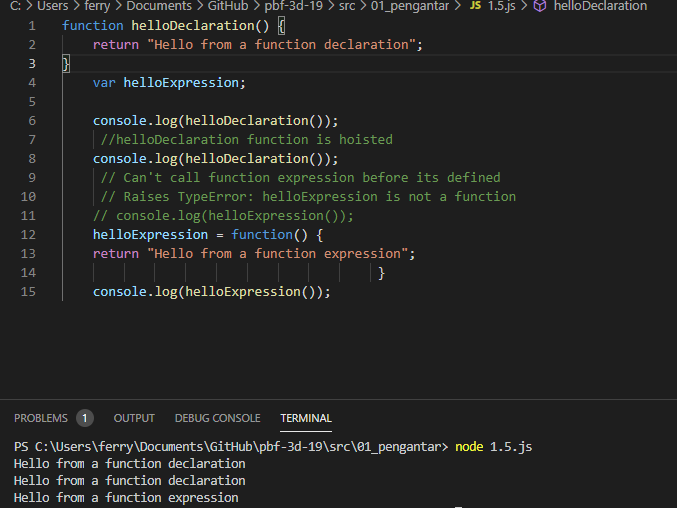 C: > Users > ferry > Documents > GitHub > pbf-3d-19 > src > 01_pengantar > JS 1.5.js > helloDeclaration
1 function helloDeclaration() {
2 return "Hello from a function declaration";
3 }
4 var helloExpression;
5
6 console.log(helloDeclaration());
7 //helloDeclaration function is hoisted
8 console.log(helloDeclaration());
9 // Can't call function expression before its defined
10 // Raises TypeError: helloExpression is not a function
11 // console.log(helloExpression());
12 helloExpression = function() {
13 return "Hello from a function expression";
14 }
15 console.log(helloExpression());
PROBLEMS 1 OUTPUT DEBUG CONSOLE TERMINAL
PS C:\Users\ferry\Documents\GitHub\pbf-3d-19\src\01_pengantar> node 1.5.js
Hello from a function declaration
Hello from a function declaration
Hello from a function expression